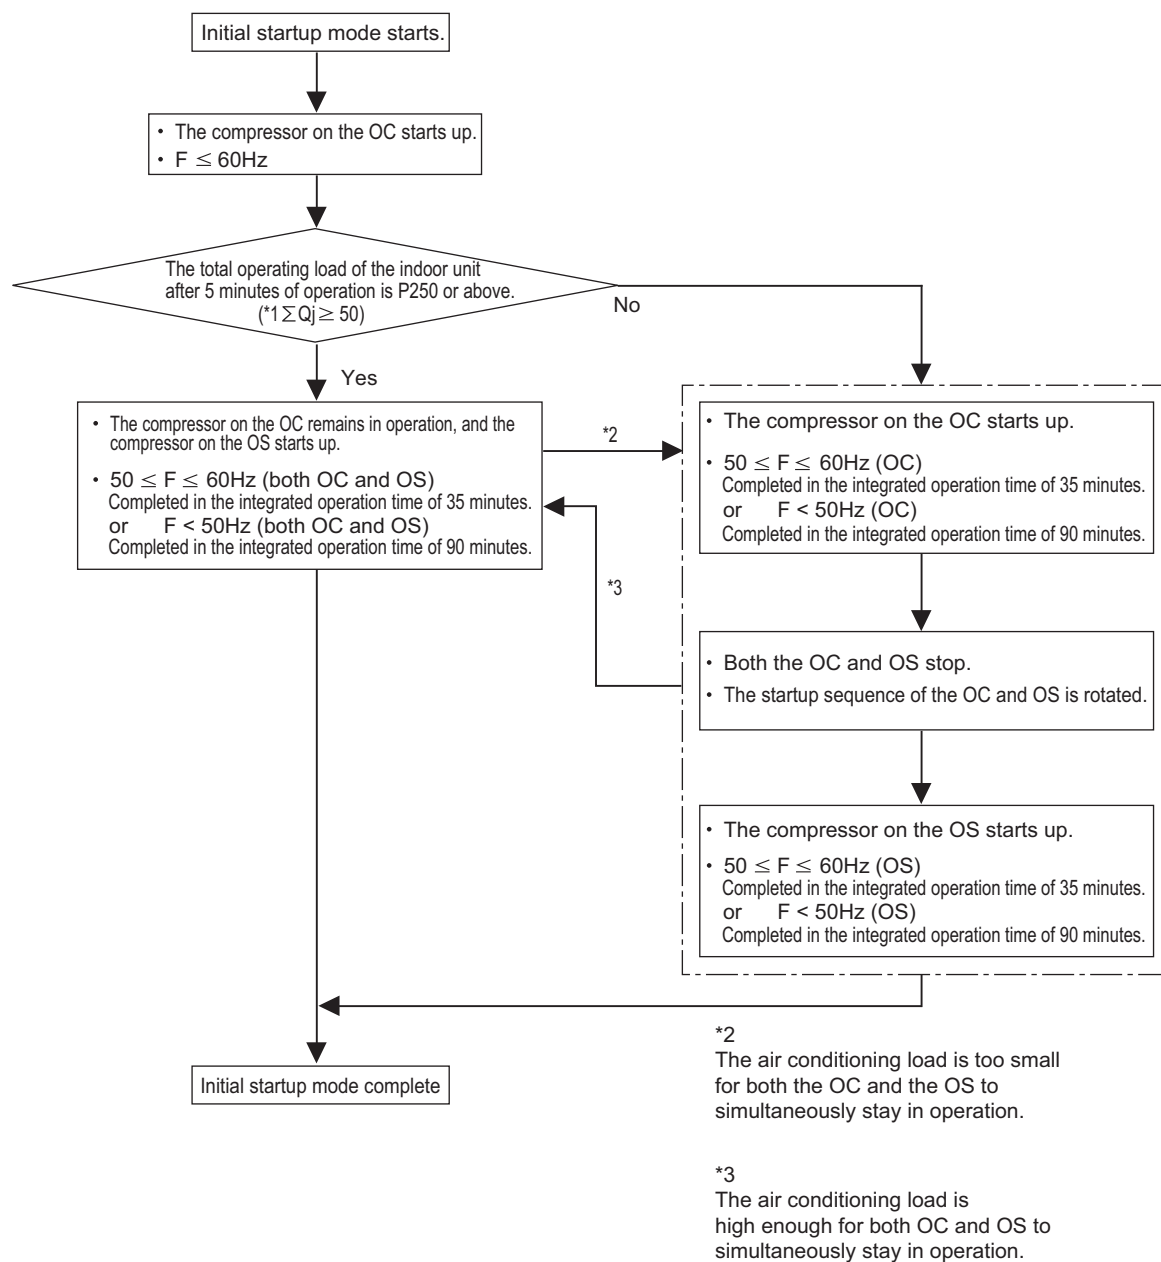 Initial startup mode starts.
• The compressor on the OC starts up.
• F ≤ 60Hz
The total operating load of the indoor unit
after 5 minutes of operation is P250 or above.
(*1∑Qj≥ 50)
No
Yes
• The compressor on the OC remains in operation, and the
compressor on the OS starts up.
• 50 ≤ F ≤ 60Hz (both OC and OS)
Completed in the integrated operation time of 35 minutes.
or F < 50Hz (both OC and OS)
Completed in the integrated operation time of 90 minutes.
*2
*3
• The compressor on the OC starts up.
• 50 ≤ F ≤ 60Hz (OC)
Completed in the integrated operation time of 35 minutes.
or F < 50Hz (OC)
Completed in the integrated operation time of 90 minutes.
• Both the OC and OS stop.
• The startup sequence of the OC and OS is rotated.
• The compressor on the OS starts up.
• 50 ≤ F ≤ 60Hz (OS)
Completed in the integrated operation time of 35 minutes.
or F < 50Hz (OS)
Completed in the integrated operation time of 90 minutes.
Initial startup mode complete
*2
The air conditioning load is too small
for both the OC and the OS to
simultaneously stay in operation.
*3
The air conditioning load is
high enough for both OC and OS to
simultaneously stay in operation.